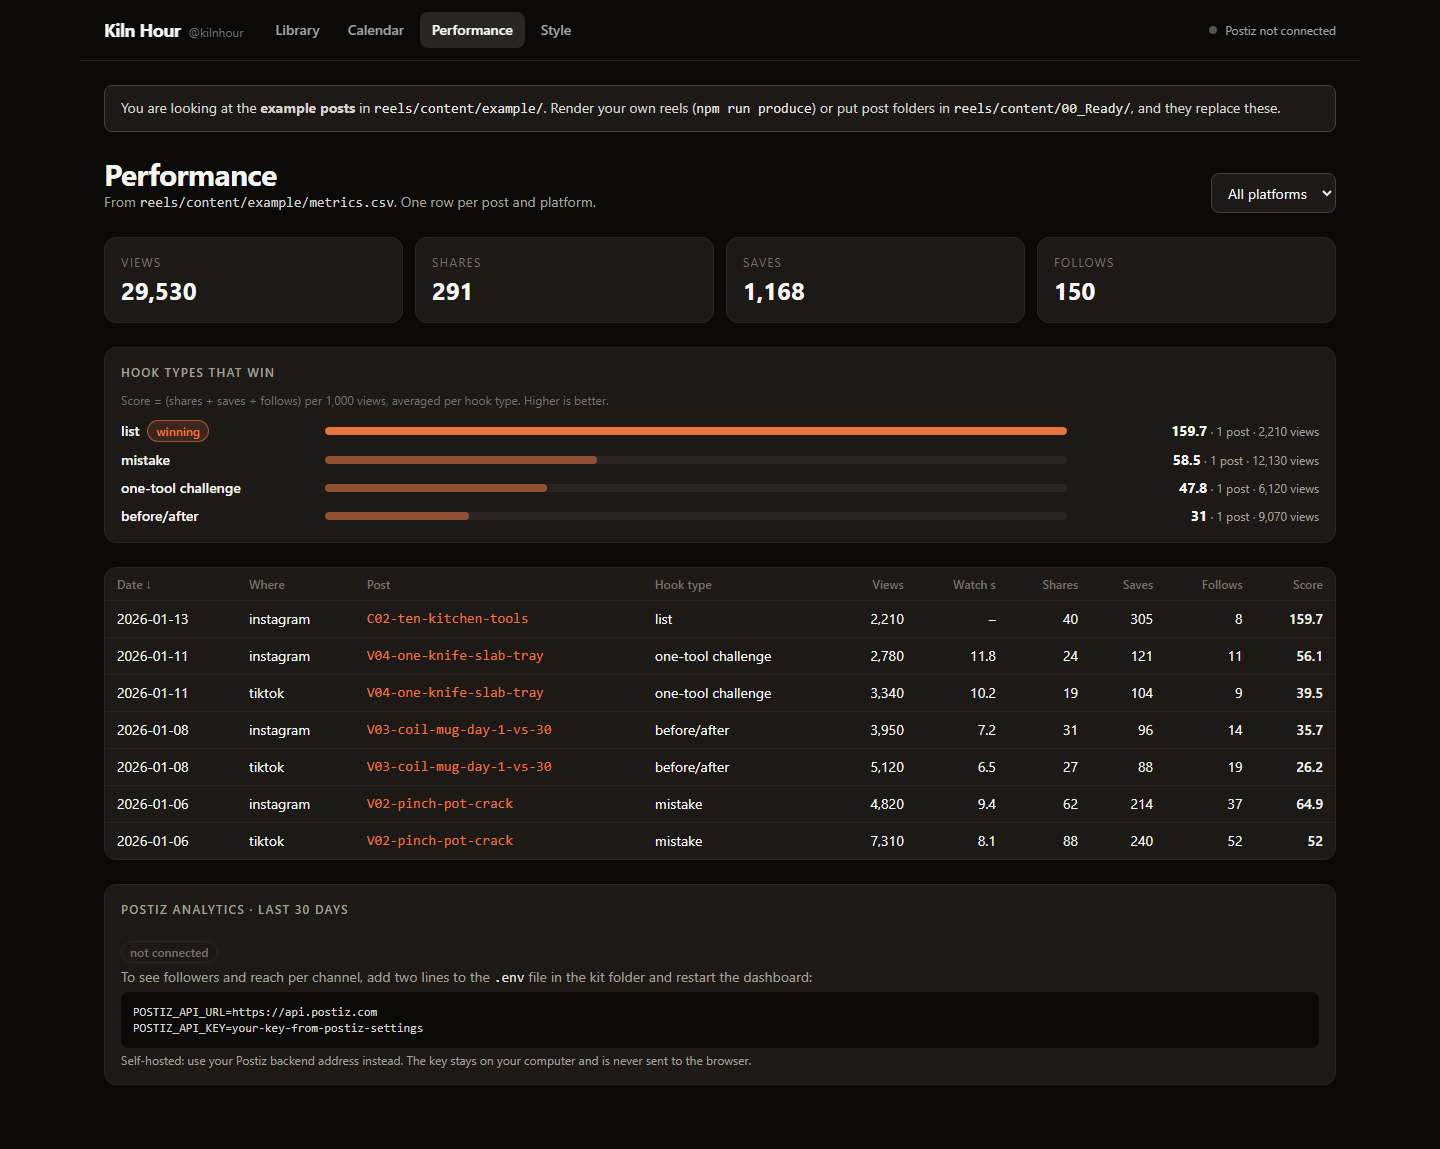 Kiln Hour @kilnhour Library Calendar Performance Style Postiz not connected
You are looking at the example posts in reels/content/example/. Render your own reels (npm run produce) or put post folders in reels/content/00_Ready/, and they replace these.
Performance
From reels/content/example/metrics.csv. One row per post and platform.
All platforms
VIEWS SHARES SAVES FOLLOWS
29,530 291 1,168 150
HOOK TYPES THAT WIN
Score = (shares + saves + follows) per 1,000 views, averaged per hook type. Higher is better.
list winning 159.7 · 1 post · 2,210 views
mistake 58.5 · 1 post · 12,130 views
one-tool challenge 47.8 · 1 post · 6,120 views
before/after 31 · 1 post · 9,070 views
Date ↓ Where Post Hook type Views Watch s Shares Saves Follows Score
2026-01-13 instagram C02-ten-kitchen-tools list 2,210 – 40 305 8 159.7
2026-01-11 instagram V04-one-knife-slab-tray one-tool challenge 2,780 11.8 24 121 11 56.1
2026-01-11 tiktok V04-one-knife-slab-tray one-tool challenge 3,340 10.2 19 104 9 39.5
2026-01-08 instagram V03-coil-mug-day-1-vs-30 before/after 3,950 7.2 31 96 14 35.7
2026-01-08 tiktok V03-coil-mug-day-1-vs-30 before/after 5,120 6.5 27 88 19 26.2
2026-01-06 instagram V02-pinch-pot-crack mistake 4,820 9.4 62 214 37 64.9
2026-01-06 tiktok V02-pinch-pot-crack mistake 7,310 8.1 88 240 52 52
POSTIZ ANALYTICS · LAST 30 DAYS
not connected
To see followers and reach per channel, add two lines to the .env file in the kit folder and restart the dashboard:
POSTIZ_API_URL=https://api.postiz.com
POSTIZ_API_KEY=your-key-from-postiz-settings
Self-hosted: use your Postiz backend address instead. The key stays on your computer and is never sent to the browser.